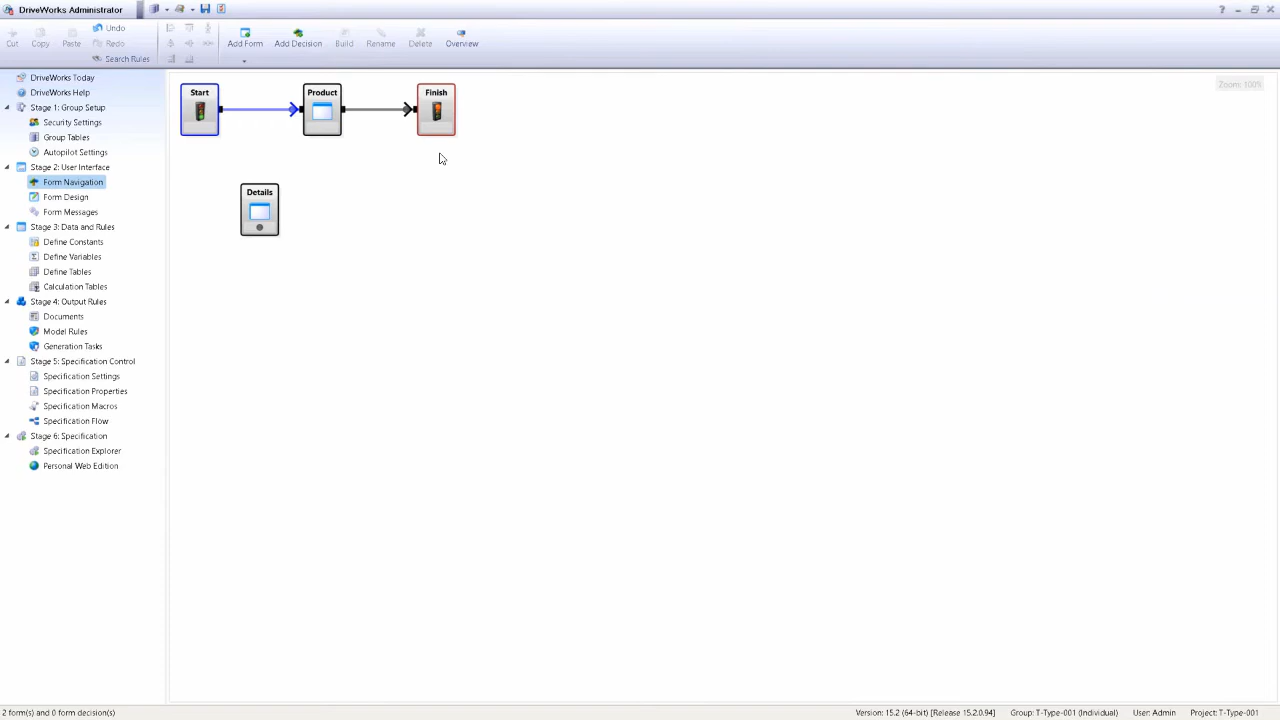 DriveWorks Administrator
Cut
Copy
Paste
Undo
Redo
Search Rules
Add Form
Add Decision
Build
Rename
Delete
Overview
DriveWorks Today
DriveWorks Help
Stage 1: Group Setup
Security Settings
Group Tables
Autopilot Settings
Stage 2: User Interface
Form Navigation
Form Design
Form Messages
Stage 3: Data and Rules
Define Constants
Define Variables
Define Tables
Calculation Tables
Stage 4: Output Rules
Documents
Model Rules
Generation Tasks
Stage 5: Specification Control
Specification Settings
Specification Properties
Specification Macros
Specification Flow
Stage 6: Specification
Specification Explorer
Personal Web Edition
Start
Product
Finish
Details
Zoom: 100%
2 form(s) and 0 form decision(s)
Version: 15.2 (64-bit) [Release 15.2.0.94]
Group: T-Type-001 (Individual)
User: Admin
Project: T-Type-001